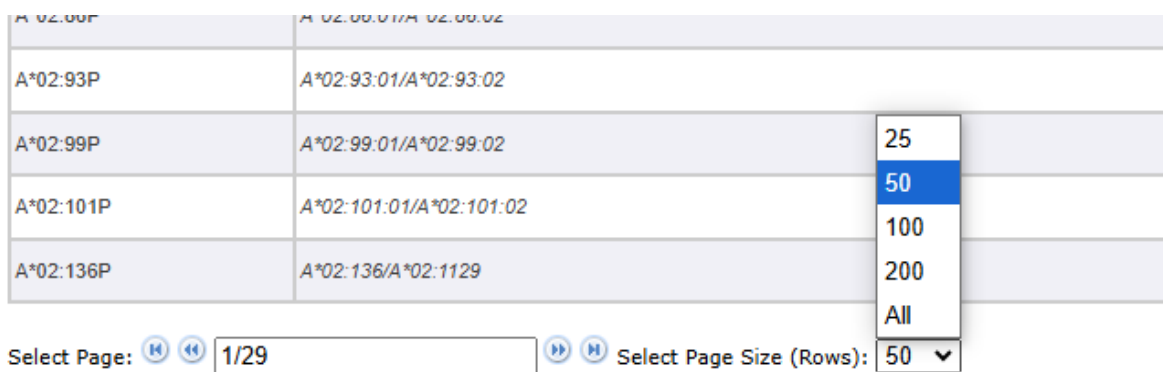 A*02:93P A*02:93:01/A*02:93:02
A*02:99P A*02:99:01/A*02:99:02
25
50
A*02:101P A*02:101:01/A*02:101:02
100
A*02:136P A*02:136/A*02:1129
200
All
Select Page: 1/29 Select Page Size (Rows): 50